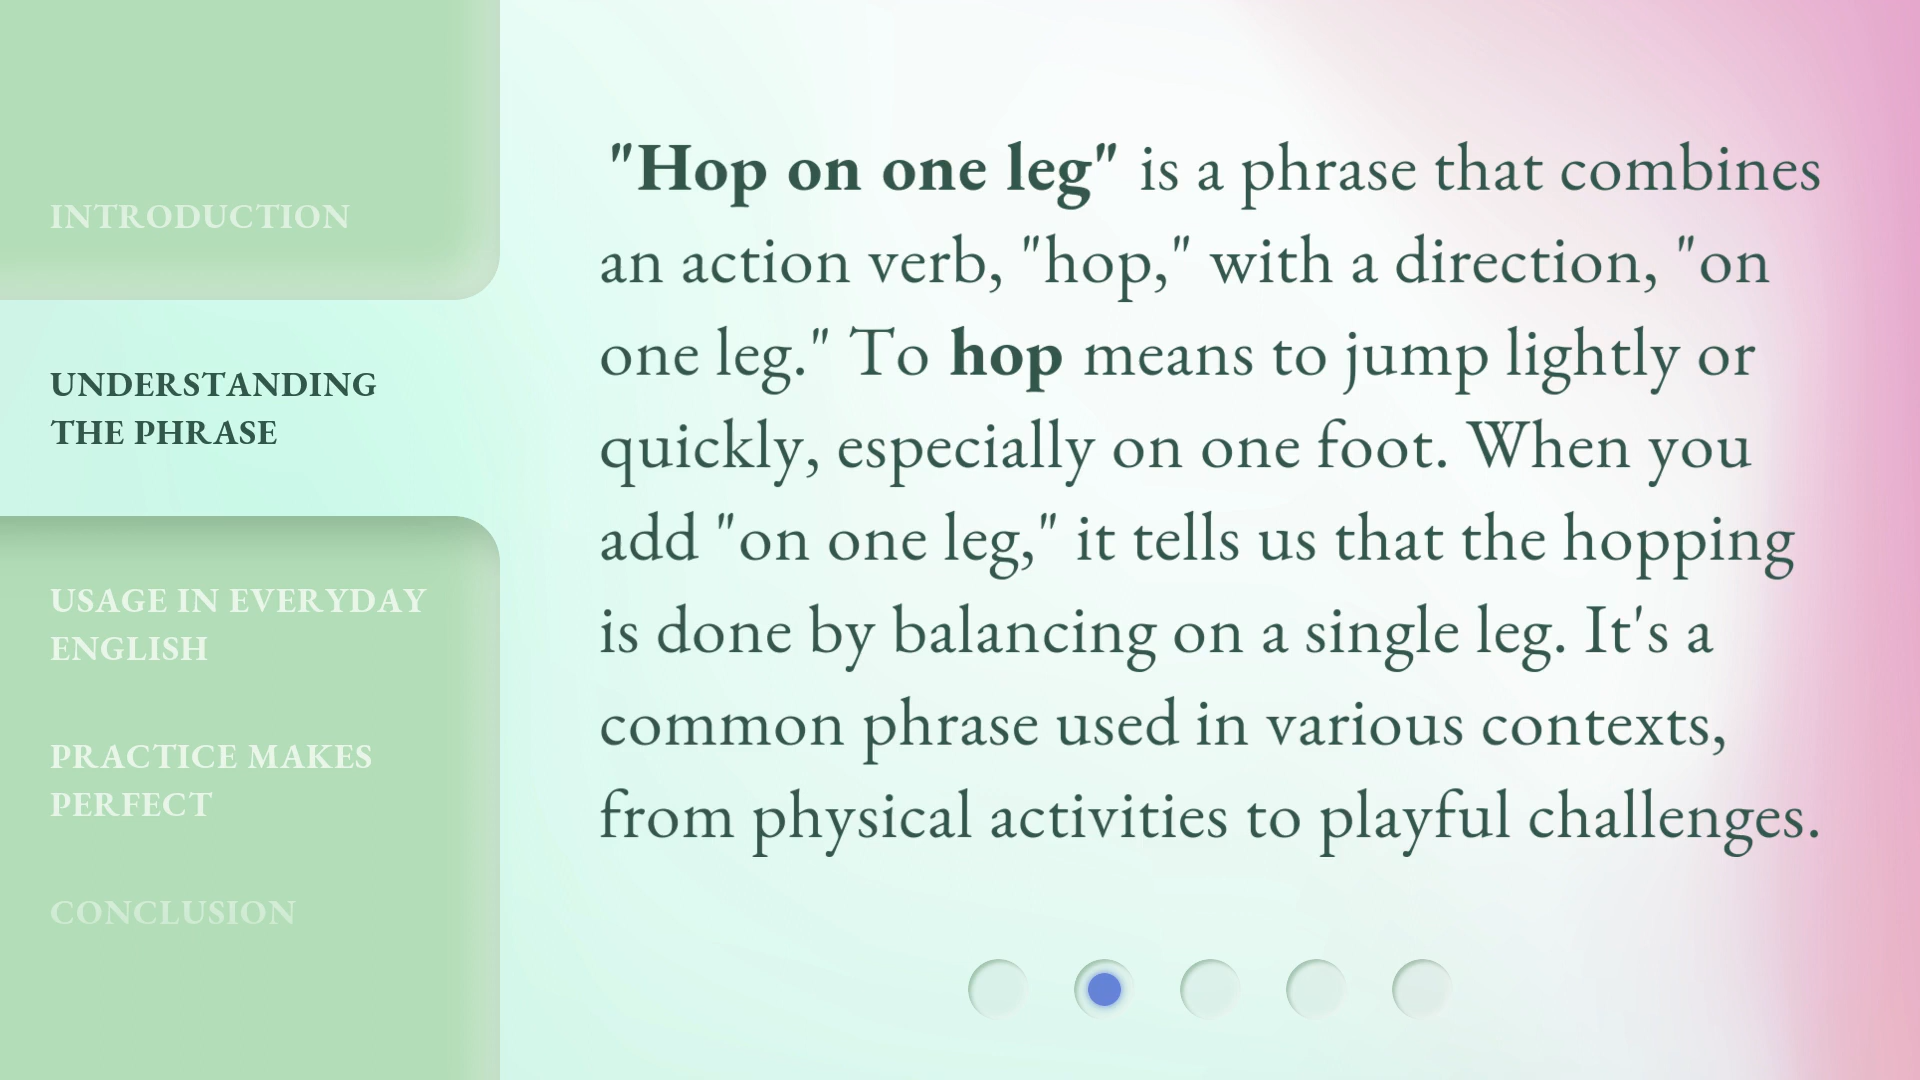 INTRODUCTION
UNDERSTANDING
THE PHRASE
USAGE IN EVERYDAY
ENGLISH
PRACTICE MAKES
PERFECT
CONCLUSION
"Hop on one leg" is a phrase that combines
an action verb, "hop," with a direction, "on
one leg." To hop means to jump lightly or
quickly, especially on one foot. When you
add "on one leg," it tells us that the hopping
is done by balancing on a single leg. It's a
common phrase used in various contexts,
from physical activities to playful challenges.